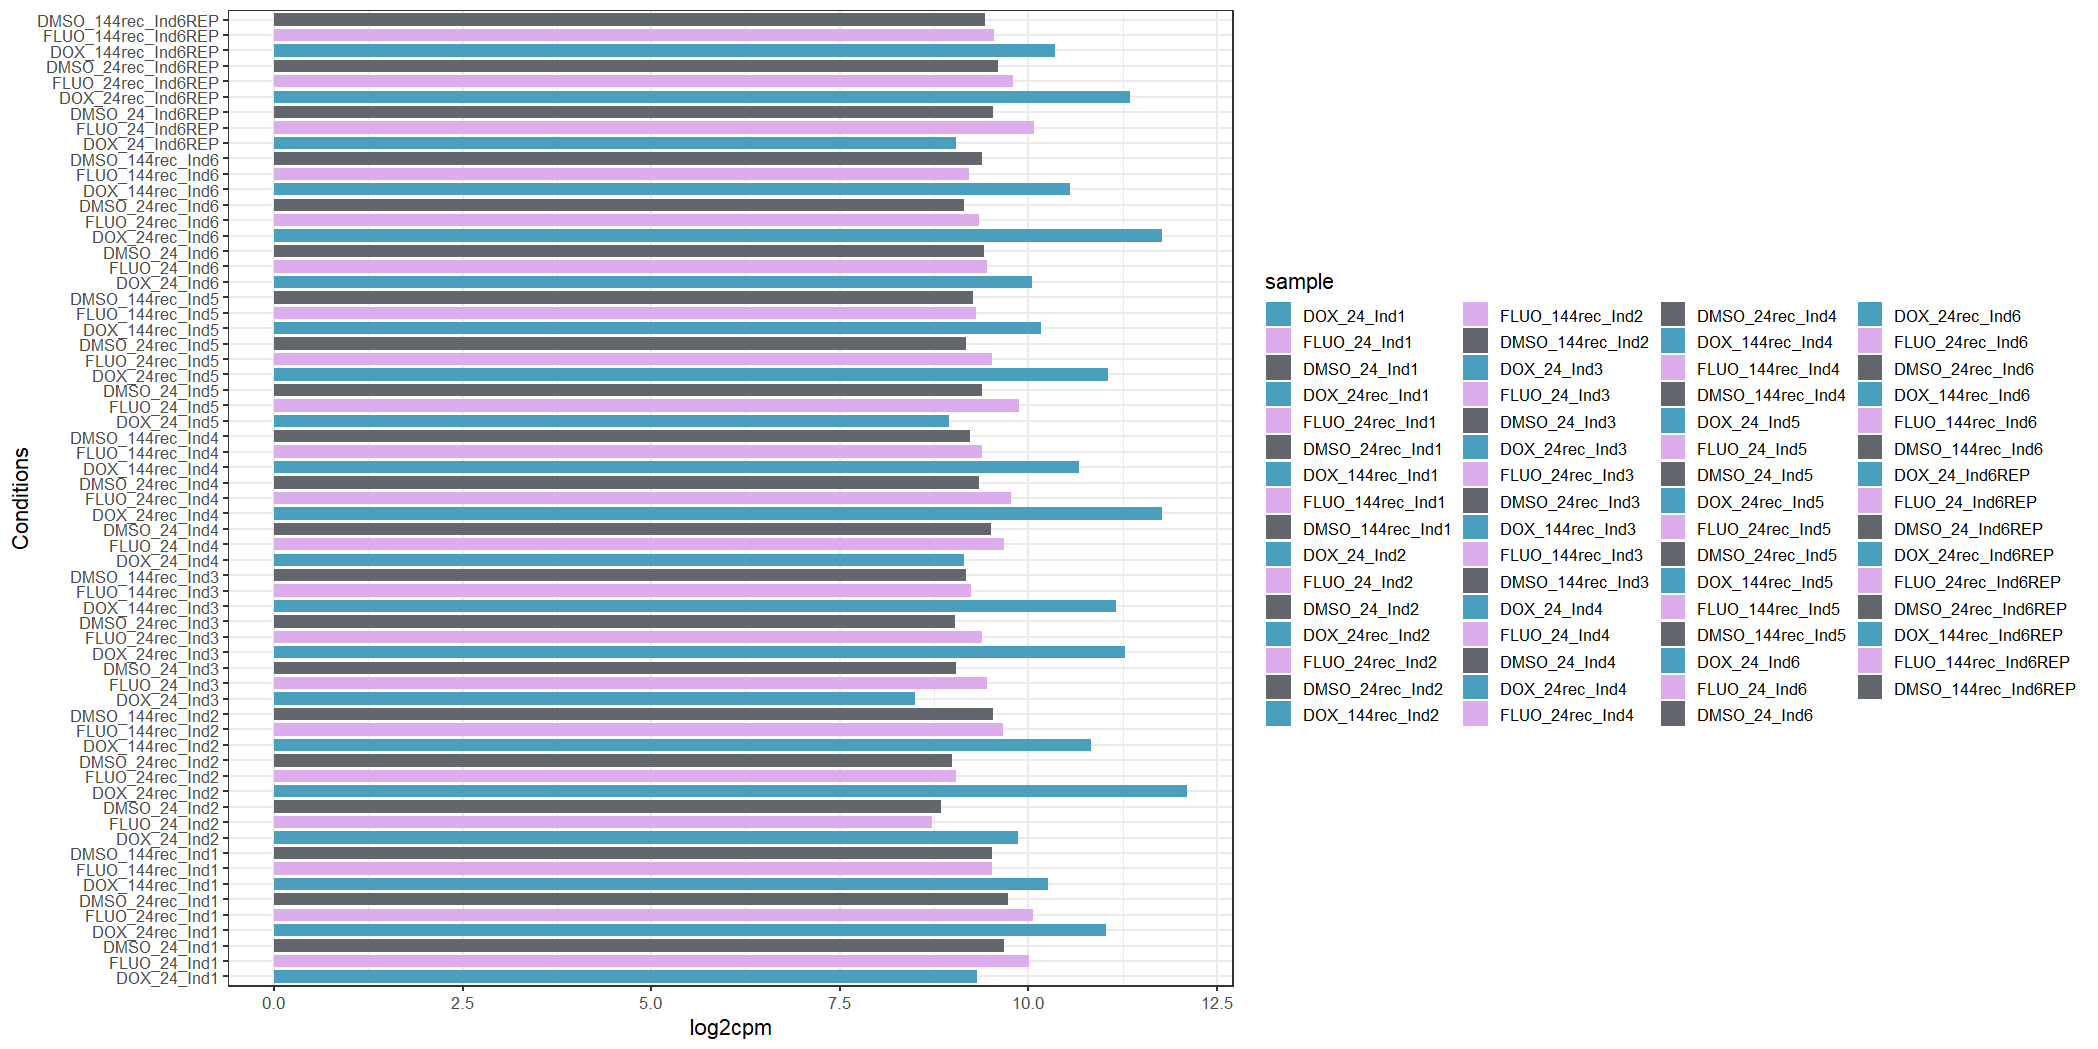 DMSO_144rec_Ind6REP
FLUO_144rec_Ind6REP
DOX_144rec_Ind6REP
DMSO_24rec_Ind6REP
FLUO_24rec_Ind6REP
DOX_24rec_Ind6REP
DMSO_24_Ind6REP
FLUO_24_Ind6REP
DOX_24_Ind6REP
DMSO_144rec_Ind6
FLUO_144rec_Ind6
DOX_144rec_Ind6
DMSO_24rec_Ind6
FLUO_24rec_Ind6
DOX_24rec_Ind6
DMSO_24_Ind6
FLUO_24_Ind6
DOX_24_Ind6
DMSO_144rec_Ind5
FLUO_144rec_Ind5
DOX_144rec_Ind5
DMSO_24rec_Ind5
FLUO_24rec_Ind5
DOX_24rec_Ind5
DMSO_24_Ind5
FLUO_24_Ind5
DOX_24_Ind5
DMSO_144rec_Ind4
FLUO_144rec_Ind4
DOX_144rec_Ind4
DMSO_24rec_Ind4
FLUO_24rec_Ind4
DOX_24rec_Ind4
DMSO_24_Ind4
FLUO_24_Ind4
DOX_24_Ind4
DMSO_144rec_Ind3
FLUO_144rec_Ind3
DOX_144rec_Ind3
DMSO_24rec_Ind3
FLUO_24rec_Ind3
DOX_24rec_Ind3
DMSO_24_Ind3
FLUO_24_Ind3
DOX_24_Ind3
DMSO_144rec_Ind2
FLUO_144rec_Ind2
DOX_144rec_Ind2
DMSO_24rec_Ind2
FLUO_24rec_Ind2
DOX_24rec_Ind2
DMSO_24_Ind2
FLUO_24_Ind2
DOX_24_Ind2
DMSO_144rec_Ind1
FLUO_144rec_Ind1
DOX_144rec_Ind1
DMSO_24rec_Ind1
FLUO_24rec_Ind1
DOX_24rec_Ind1
DMSO_24_Ind1
FLUO_24_Ind1
DOX_24_Ind1
Conditions
0.0 2.5 5.0 7.5 10.0 12.5
log2cpm
sample
DOX_24_Ind1
FLUO_24_Ind1
DMSO_24_Ind1
DOX_24rec_Ind1
FLUO_24rec_Ind1
DMSO_24rec_Ind1
DOX_144rec_Ind1
FLUO_144rec_Ind1
DMSO_144rec_Ind1
DOX_24_Ind2
FLUO_24_Ind2
DMSO_24_Ind2
DOX_24rec_Ind2
FLUO_24rec_Ind2
DMSO_24rec_Ind2
DOX_144rec_Ind2
FLUO_144rec_Ind2
DMSO_144rec_Ind2
DOX_24_Ind3
FLUO_24_Ind3
DMSO_24_Ind3
DOX_24rec_Ind3
FLUO_24rec_Ind3
DMSO_24rec_Ind3
DOX_144rec_Ind3
FLUO_144rec_Ind3
DMSO_144rec_Ind3
DOX_24_Ind4
FLUO_24_Ind4
DMSO_24_Ind4
DOX_24rec_Ind4
FLUO_24rec_Ind4
DMSO_24rec_Ind4
DOX_144rec_Ind4
FLUO_144rec_Ind4
DMSO_144rec_Ind4
DOX_24_Ind5
FLUO_24_Ind5
DMSO_24_Ind5
DOX_24rec_Ind5
FLUO_24rec_Ind5
DMSO_24rec_Ind5
DOX_144rec_Ind5
FLUO_144rec_Ind5
DMSO_144rec_Ind5
DOX_24_Ind6
FLUO_24_Ind6
DMSO_24_Ind6
DOX_24rec_Ind6
FLUO_24rec_Ind6
DMSO_24rec_Ind6
DOX_144rec_Ind6
FLUO_144rec_Ind6
DMSO_144rec_Ind6
DOX_24_Ind6REP
FLUO_24_Ind6REP
DMSO_24_Ind6REP
DOX_24rec_Ind6REP
FLUO_24rec_Ind6REP
DMSO_24rec_Ind6REP
DOX_144rec_Ind6REP
FLUO_144rec_Ind6REP
DMSO_144rec_Ind6REP